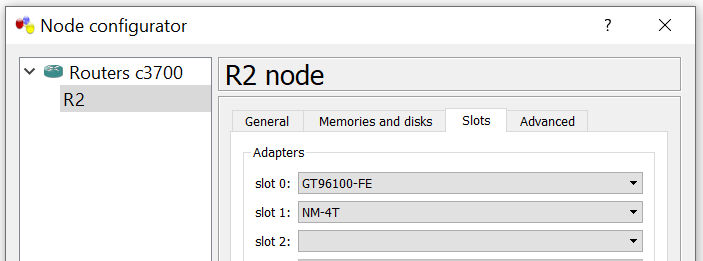 Node configurator
?
Routers c3700
R2
R2 node
General Memories and disks Slots Advanced
Adapters
slot 0: GT96100-FE
slot 1: NM-4T
slot 2: